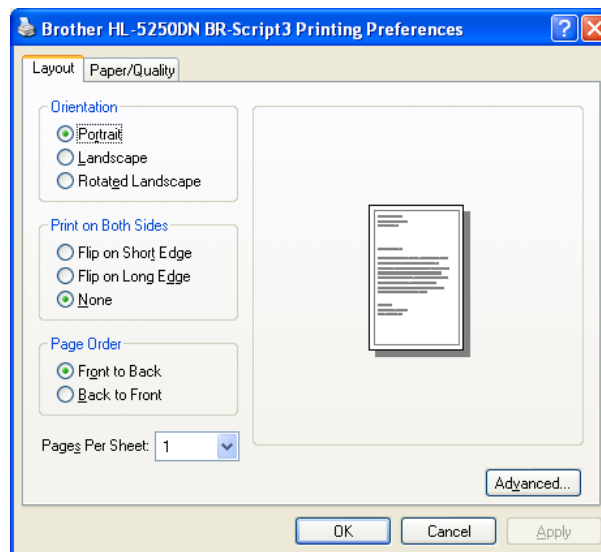 Brother HL-5250DN BR-Script3 Printing Preferences
Layout Paper/Quality
Orientation
Portrait
Landscape
Rotated Landscape
Print on Both Sides
Flip on Short Edge
Flip on Long Edge
None
Page Order
Front to Back
Back to Front
Pages Per Sheet: 1
Advanced...
OK Cancel Apply